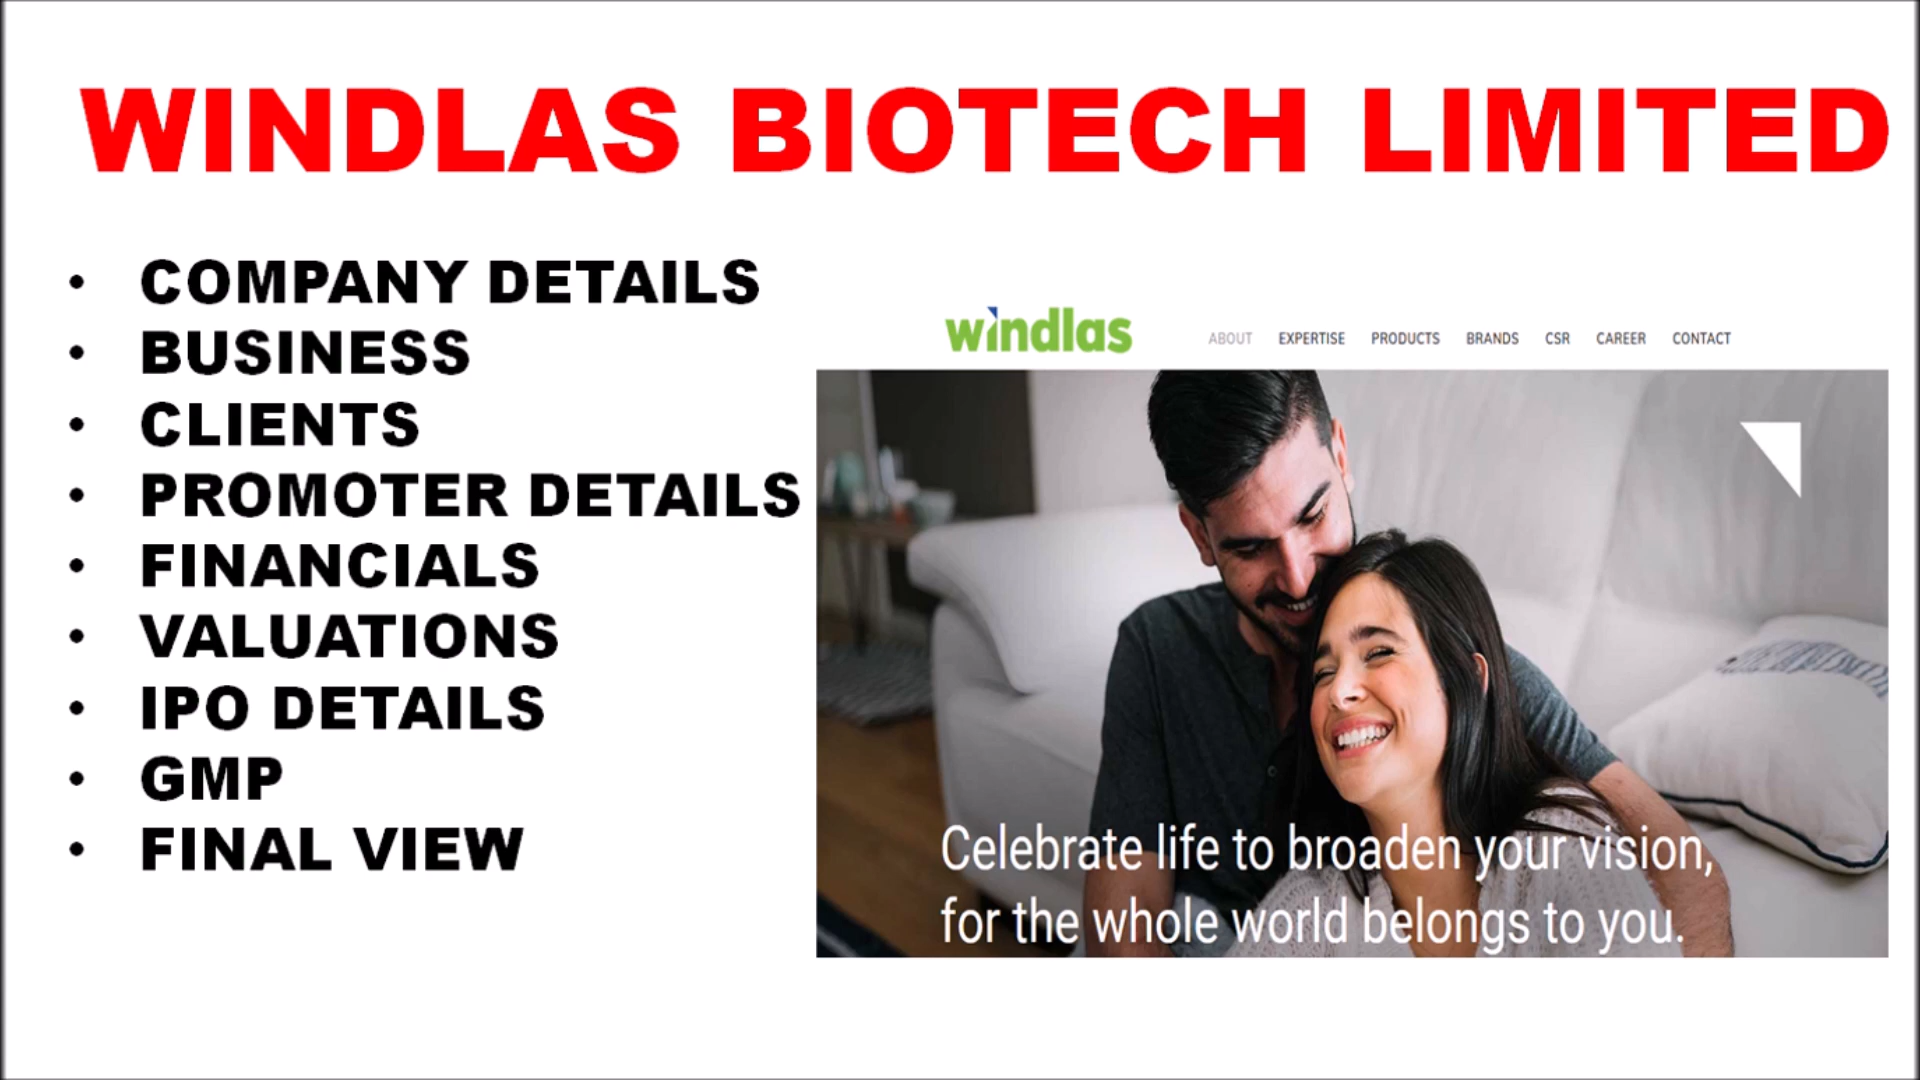 WINDLAS BIOTECH LIMITED
• COMPANY DETAILS
• BUSINESS
• CLIENTS
• PROMOTER DETAILS
• FINANCIALS
• VALUATIONS
• IPO DETAILS
• GMP
• FINAL VIEW
windlas
ABOUT EXPERTISE PRODUCTS BRANDS CSR CAREER CONTACT
Celebrate life to broaden your vision,
for the whole world belongs to you.